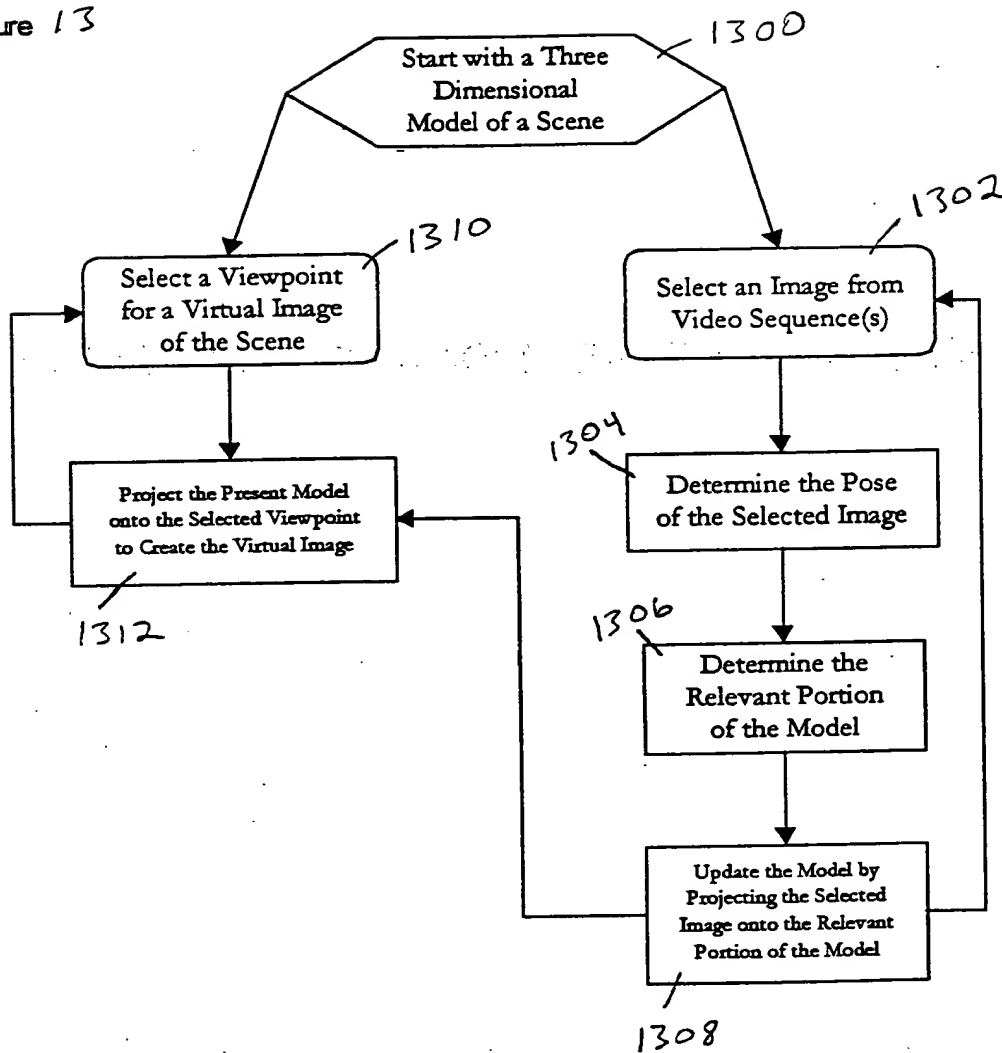 ure 13
1300
Start with a Three
Dimensional
Model of a Scene
1310
Select a Viewpoint
for a Virtual Image
of the Scene
1302
Select an Image from
Video Sequence(s)
Project the Present Model
onto the Selected Viewpoint
to Create the Virtual Image
1312
1304
Determine the Pose
of the Selected Image
1306
Determine the
Relevant Portion
of the Model
Update the Model by
Projecting the Selected
Image onto the Relevant
Portion of the Model
1308